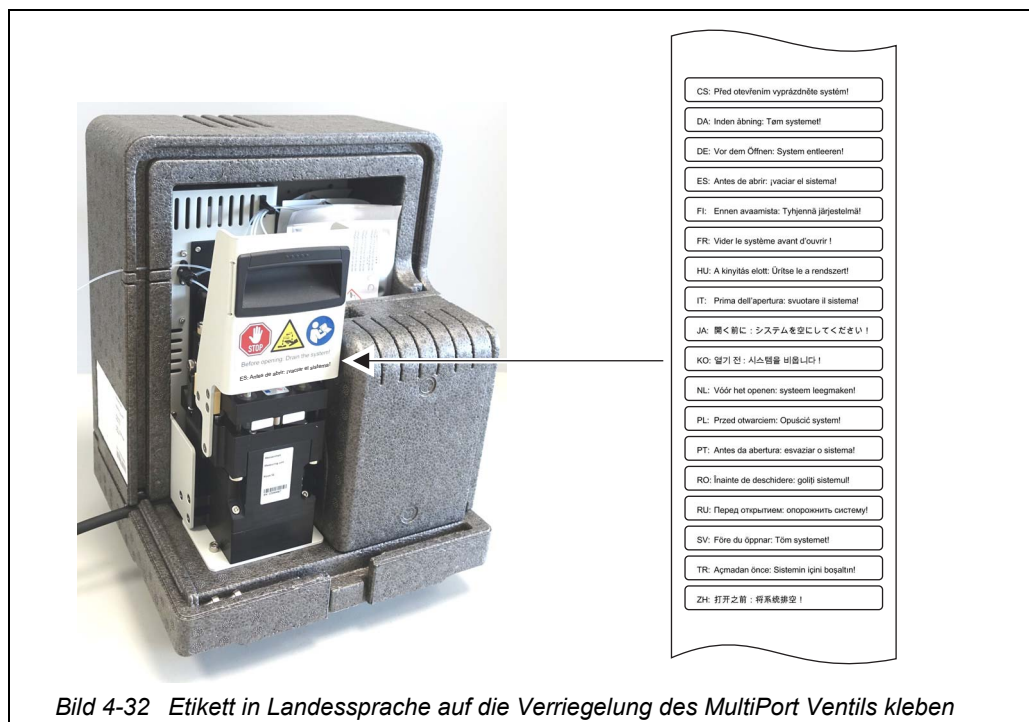 STOP
Before opening: Drain the system!
ES: Antes de abrir: ¡vaciar el sistema!
CS: Před otevřením vyprázdněte systém!
DA: Inden åbning: Tøm systemet!
DE: Vor dem Öffnen: System entleeren!
ES: Antes de abrir: ¡vaciar el sistema!
FI: Ennen avaamista: Tyhjennä järjestelmä!
FR: Vider le système avant d'ouvrir !
HU: A kinyitás elott: Ürítse le a rendszert!
IT: Prima dell'apertura: svuotare il sistema!
JA: 開く前に：システムを空にしてください！
KO: 열기 전 : 시스템을 비웁니다 !
NL: Vóór het openen: systeem leegmaken!
PL: Przed otwarciem: Opuścić system!
PT: Antes da abertura: esvaziar o sistema!
RO: Înainte de deschidere: goliți sistemul!
RU: Перед открытием: опорожнить систему!
SV: Före du öppnar: Töm systemet!
TR: Açmadan önce: Sistemin içini boşaltın!
ZH: 打开之前：将系统排空！
Bild 4-32 Etikett in Landessprache auf die Verriegelung des MultiPort Ventils kleben